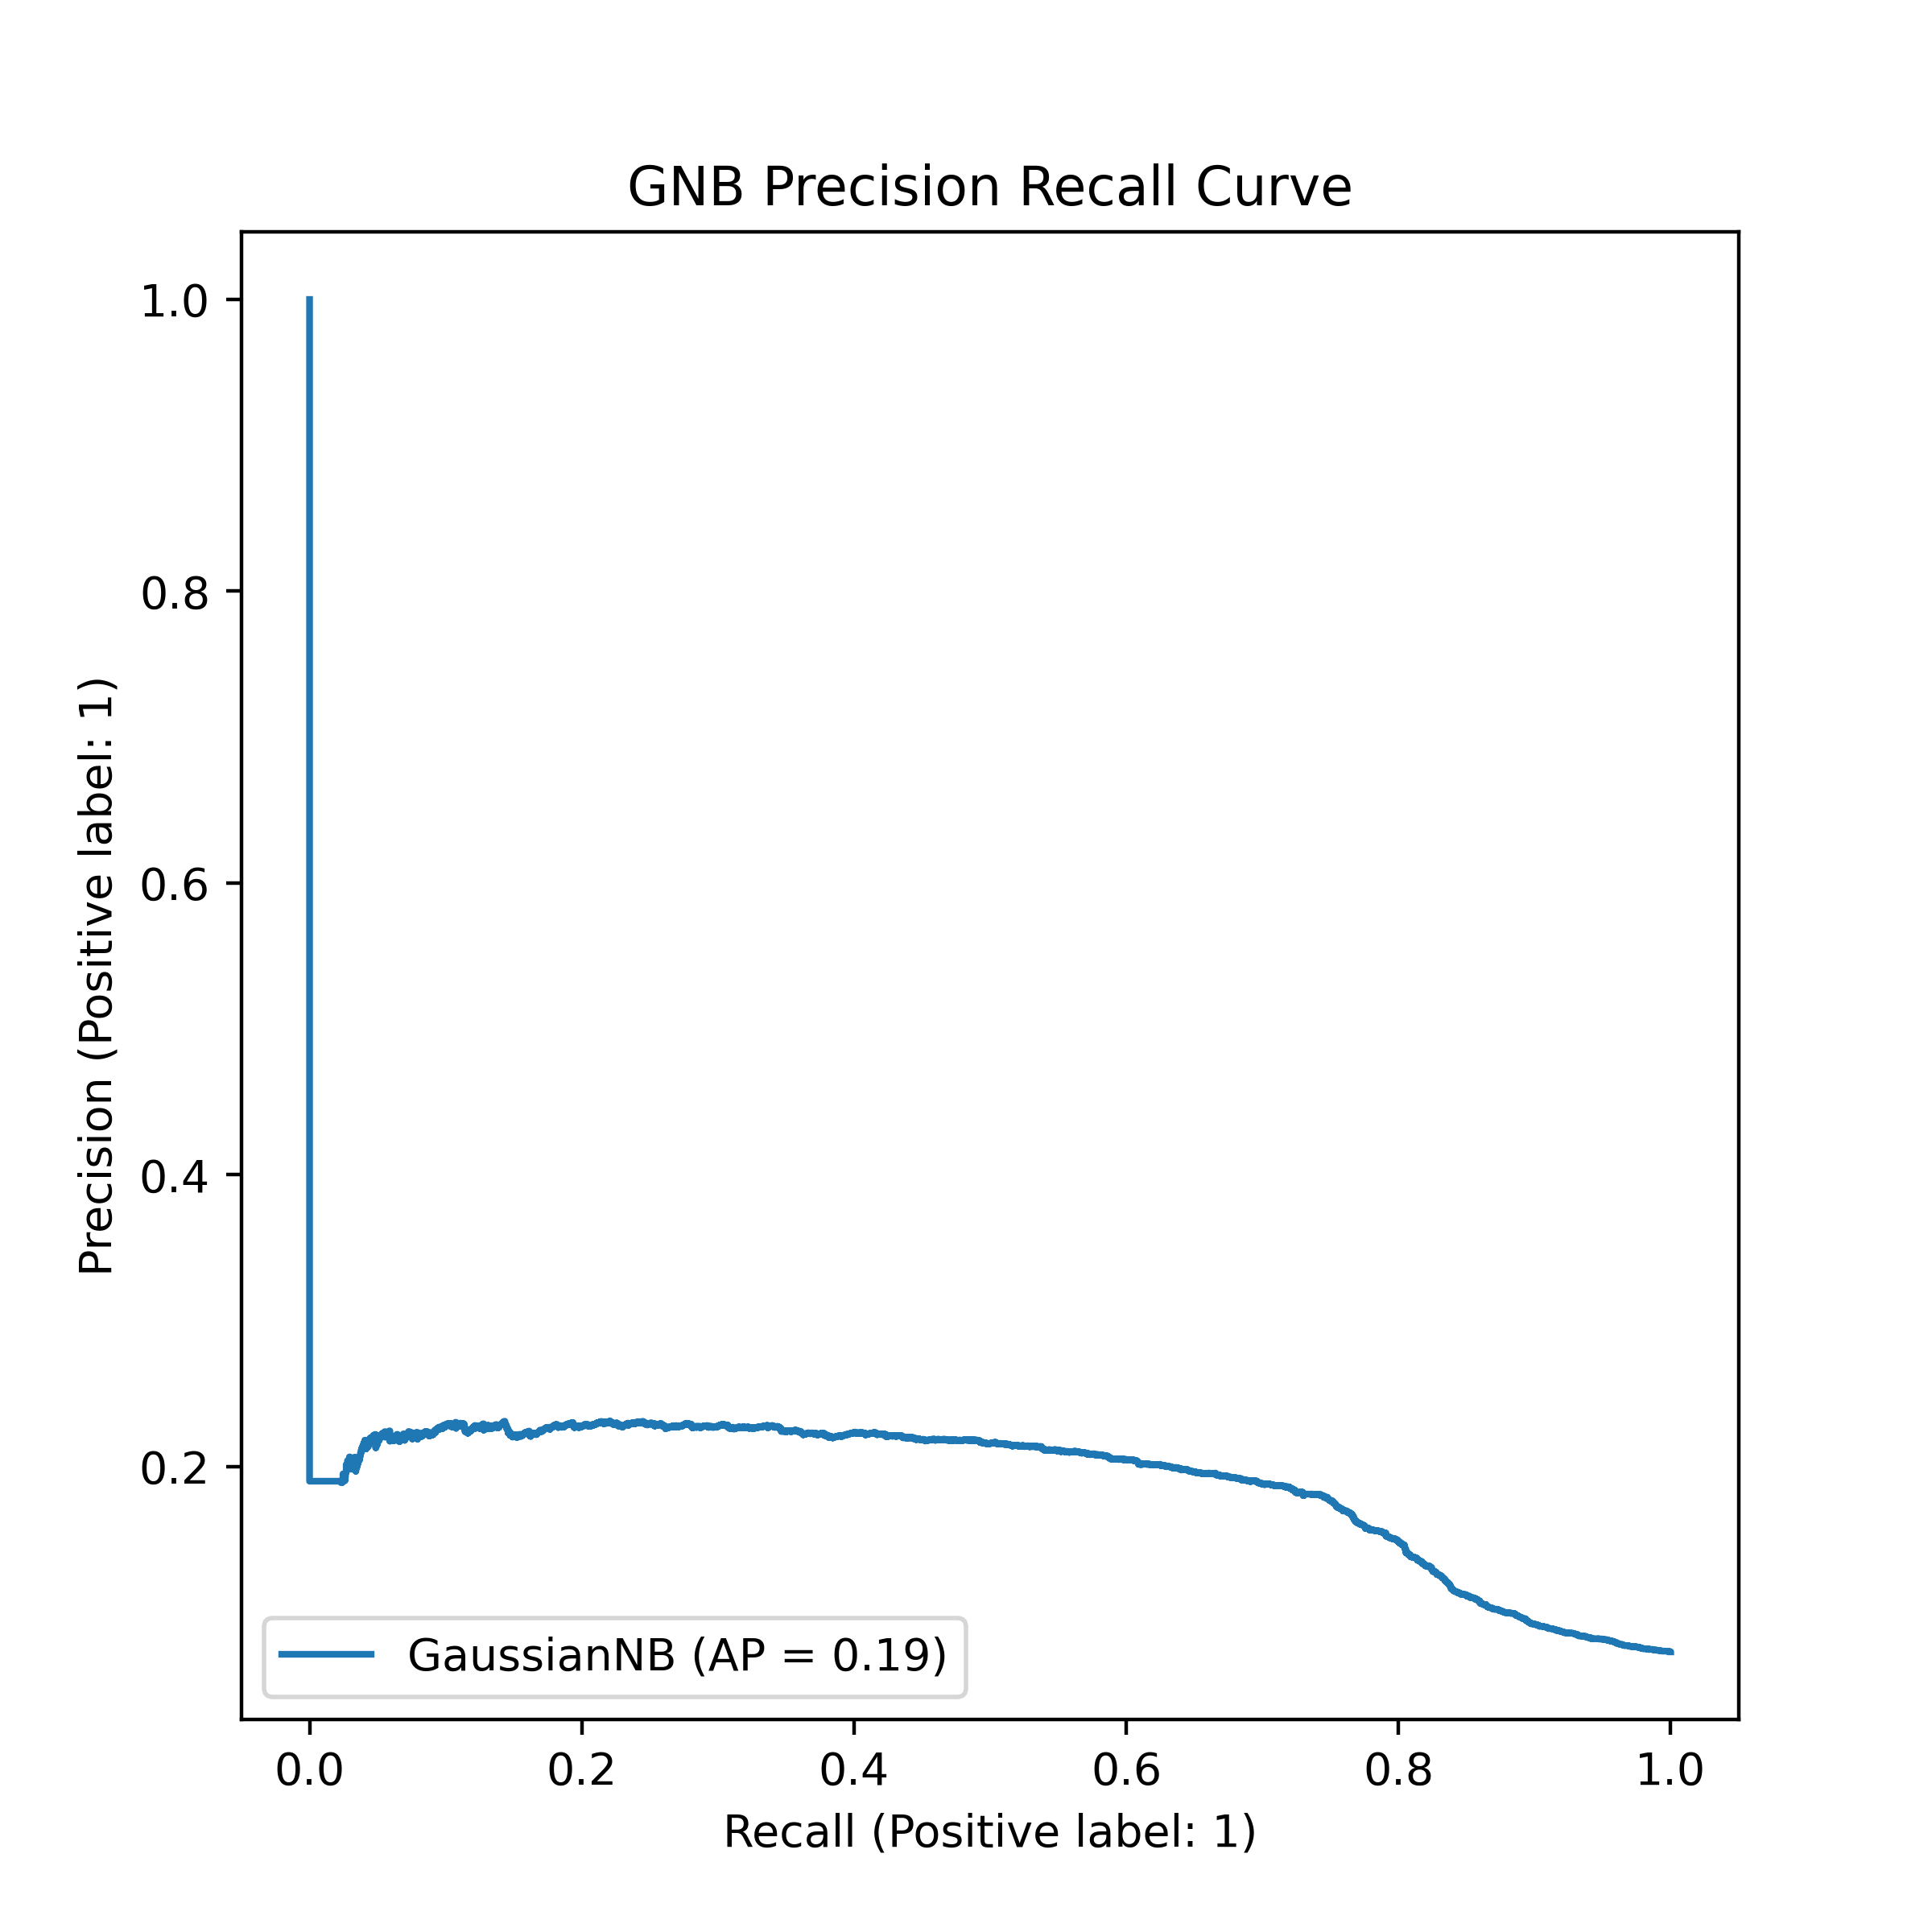 GNB Precision Recall Curve
Precision (Positive label: 1)
1.0
0.8
0.6
0.4
0.2
GaussianNB (AP = 0.19)
0.0 0.2 0.4 0.6 0.8 1.0
Recall (Positive label: 1)